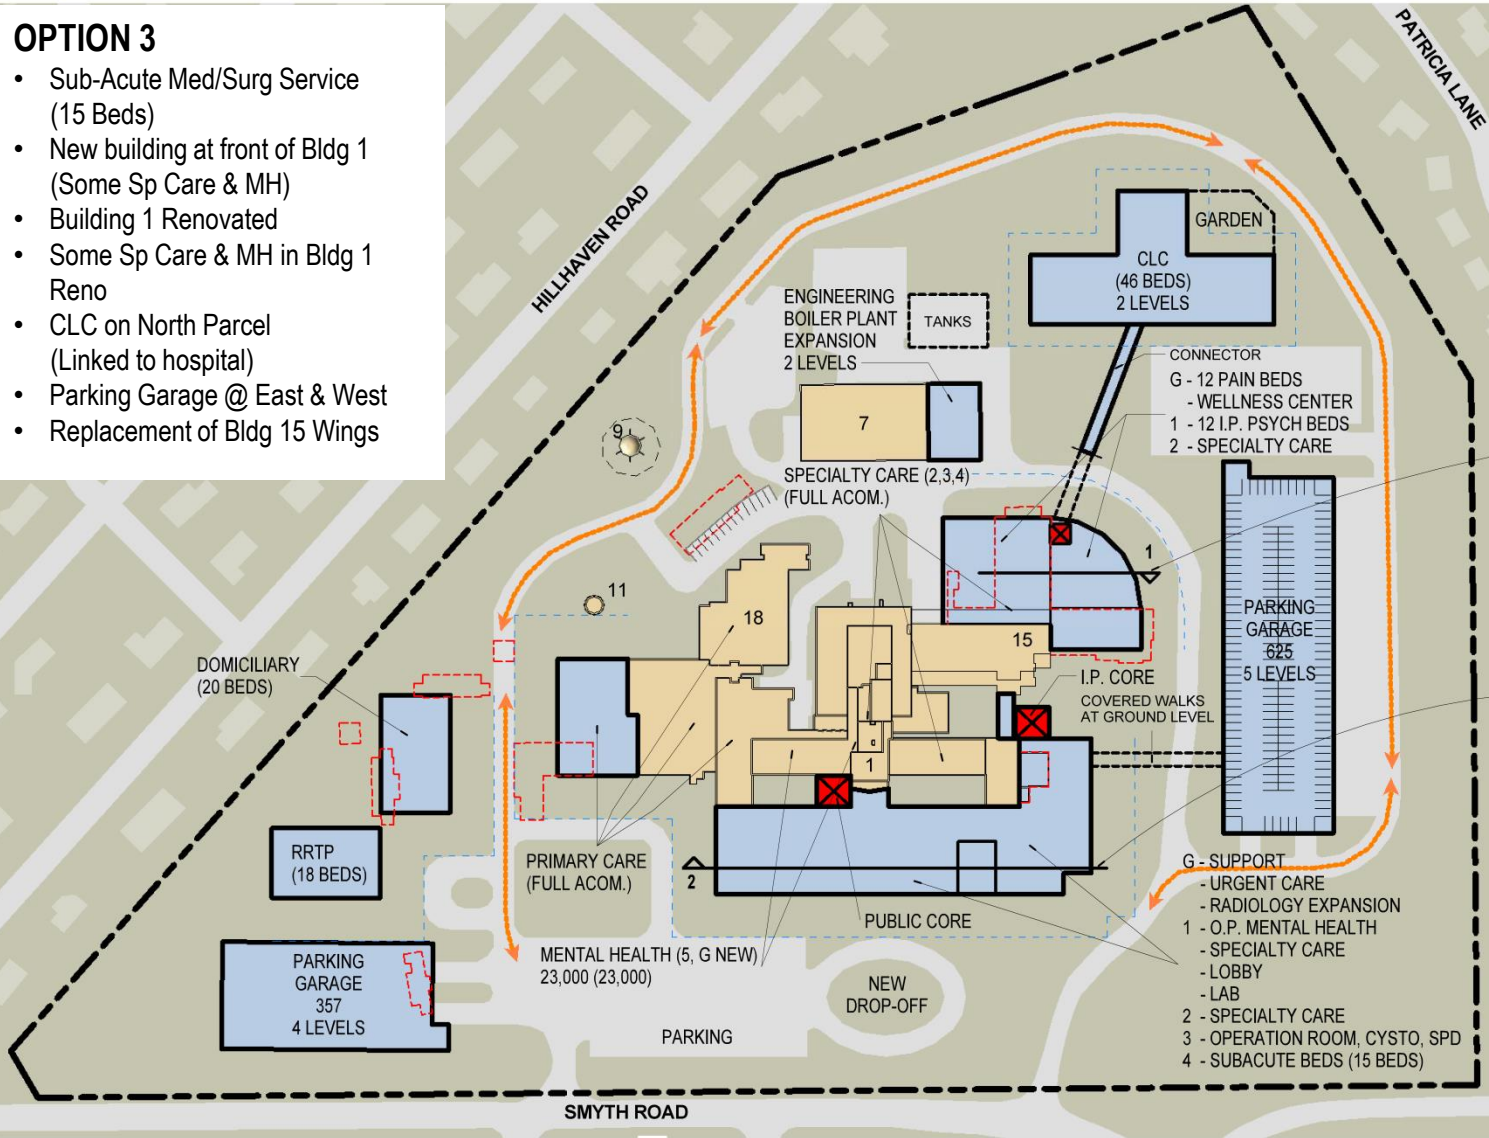 OPTION 3
• Sub-Acute Med/Surg Service
(15 Beds)
• New building at front of Bldg 1
(Some Sp Care & MH)
• Building 1 Renovated
• Some Sp Care & MH in Bldg 1
Reno
• CLC on North Parcel
(Linked to hospital)
• Parking Garage @ East & West
• Replacement of Bldg 15 Wings
PATRICIA LANE
HILLHAVEN ROAD
GARDEN
CLC
(46 BEDS)
2 LEVELS
ENGINEERING
BOILER PLANT
EXPANSION
2 LEVELS
TANKS
CONNECTOR
G - 12 PAIN BEDS
- WELLNESS CENTER
1 - 12 I.P. PSYCH BEDS
2 - SPECIALTY CARE
7
9
SPECIALTY CARE (2,3,4)
(FULL ACOM.)
1
11
18
15
PARKING
GARAGE
625
5 LEVELS
DOMICILIARY
(20 BEDS)
I.P. CORE
COVERED WALKS
AT GROUND LEVEL
1
RRTP
(18 BEDS)
PRIMARY CARE
(FULL ACOM.)
2
PUBLIC CORE
G - SUPPORT
- URGENT CARE
- RADIOLOGY EXPANSION
1 - O.P. MENTAL HEALTH
- SPECIALTY CARE
- LOBBY
- LAB
2 - SPECIALTY CARE
3 - OPERATION ROOM, CYSTO, SPD
4 - SUBACUTE BEDS (15 BEDS)
MENTAL HEALTH (5, G NEW)
23,000 (23,000)
PARKING
GARAGE
357
4 LEVELS
NEW
DROP-OFF
PARKING
SMYTH ROAD